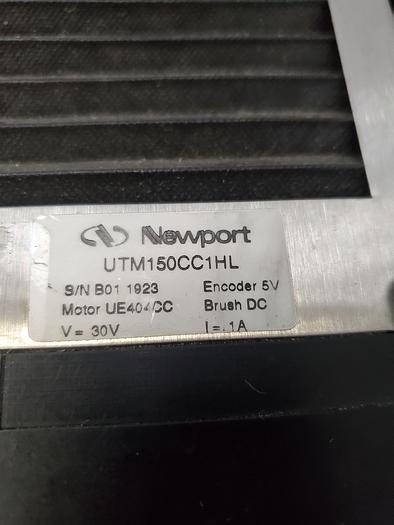 Newport
UTM150CC1HL
S/N B01 1923 Encoder 5V
Motor UE404CC Brush DC
V = 30V I = 1A